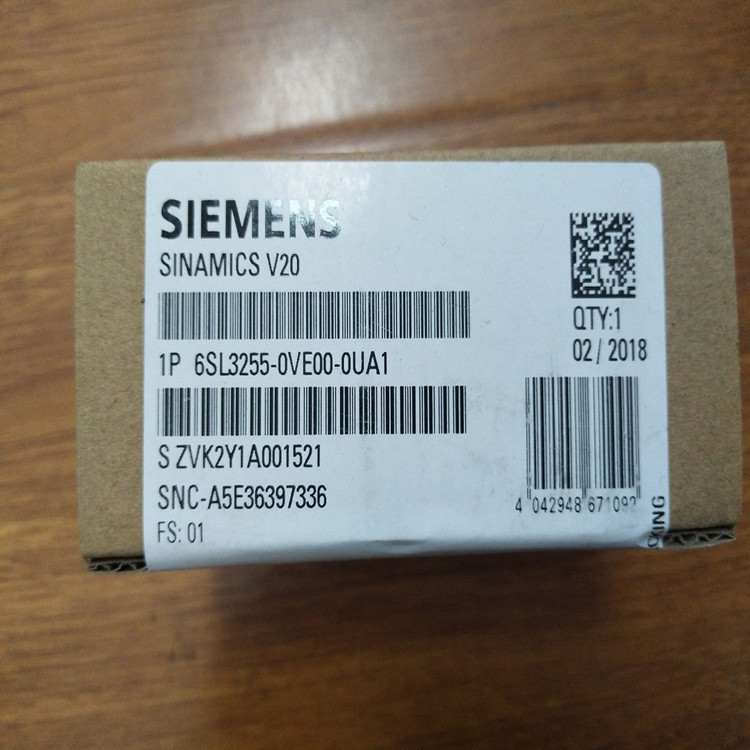 SIEMENS
SINAMICS V20
QTY:1
02 / 2018
1P 6SL3255-0VE00-0UA1
S ZVK2Y1A001521
SNC-A5E36397336
FS: 01
4 042948 671092